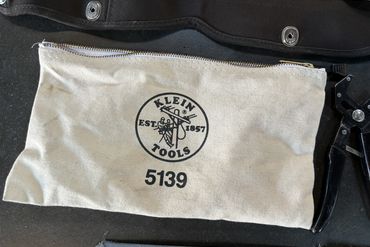 KLEIN
EST. 1857
TOOLS
®
5139